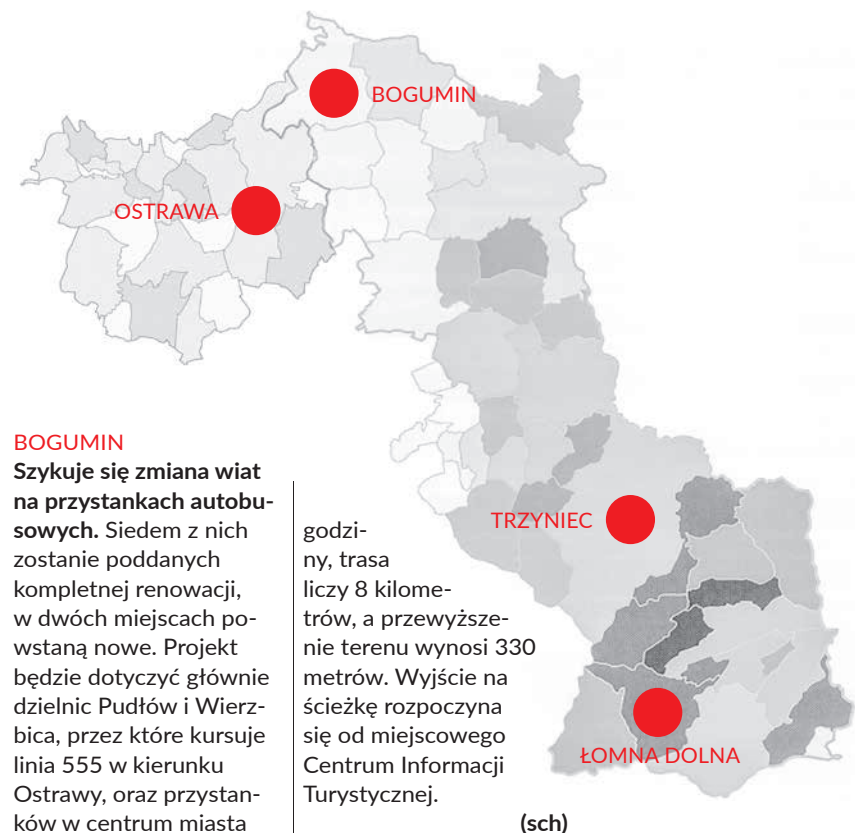 BOGUMIN
OSTRAWA
TRZYNIEC
ŁOMNA DOLNA
BOGUMIN
Szykuje się zmiana wiat
na przystankach autobu-
sowych. Siedem z nich
zostanie poddanych
kompletnej renowacji,
w dwóch miejscach po-
wstaną nowe. Projekt
będzie dotyczyć głównie
dzielnic Pudłów i Wierz-
bica, przez które kursuje
linia 555 w kierunku
Ostrawy, oraz przystan-
ków w centrum miasta
godzi-
ny, trasa
liczy 8 kilome-
trów, a przewyższe-
nie terenu wynosi 330
metrów. Wyjście na
ścieżkę rozpoczyna
się od miejscowego
Centrum Informacji
Turystycznej.
(sch)